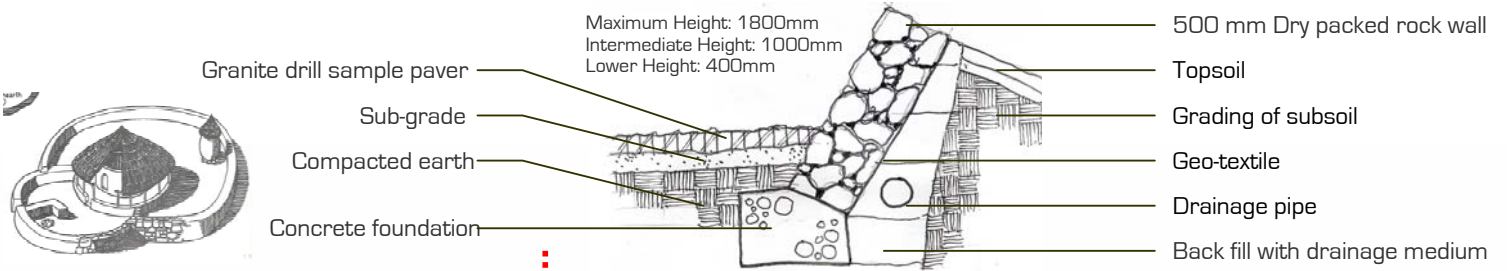 earth
Granite drill sample paver
Sub-grade
Compacted earth
Concrete foundation
:
Maximum Height: 1800mm
Intermediate Height: 1000mm
Lower Height: 400mm
500 mm Dry packed rock wall
Topsoil
Grading of subsoil
Geo-textile
Drainage pipe
Back fill with drainage medium